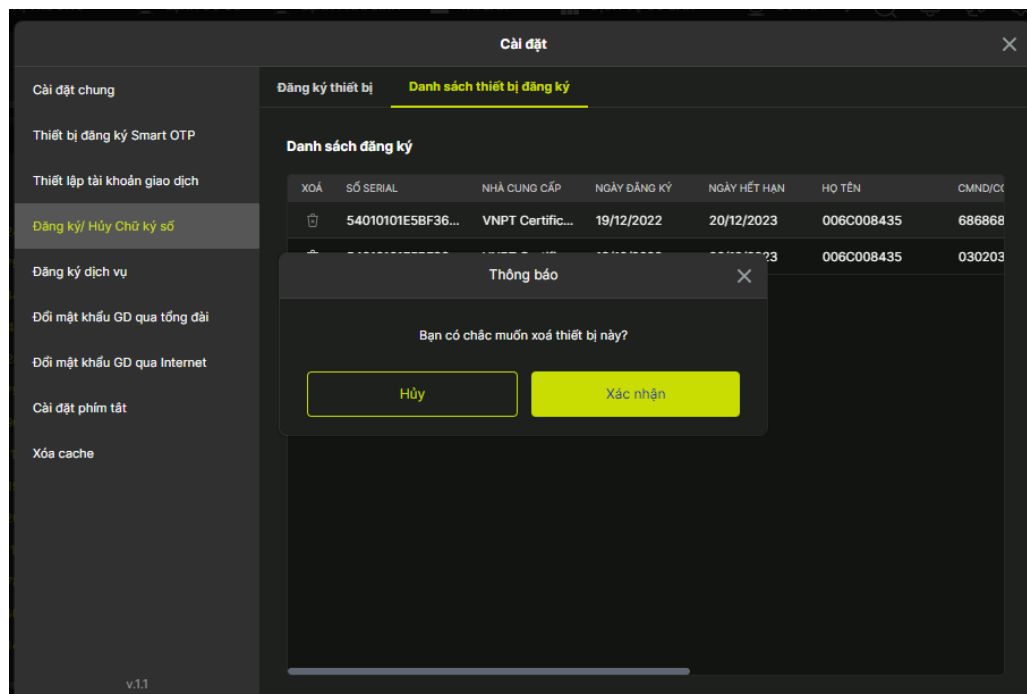 Cài đặt
Cài đặt chung
Thiết bị đăng ký Smart OTP
Thiết lập tài khoản giao dịch
Đăng ký/ Hủy Chữ ký số
Đăng ký dịch vụ
Đổi mật khẩu GD qua tổng đài
Đổi mật khẩu GD qua Internet
Cài đặt phím tắt
Xóa cache
v.1.1
Đăng ký thiết bị Danh sách thiết bị đăng ký
Danh sách đăng ký
XOÁ SỐ SERIAL NHÀ CUNG CẤP NGÀY ĐĂNG KÝ NGÀY HẾT HẠN HỌ TÊN CMND/CC
54010101E5BF36... VNPT Certific... 19/12/2022 20/12/2023 006C008435 686868
006C008435 030203
Thông báo
Bạn có chắc muốn xoá thiết bị này?
Hủy Xác nhận